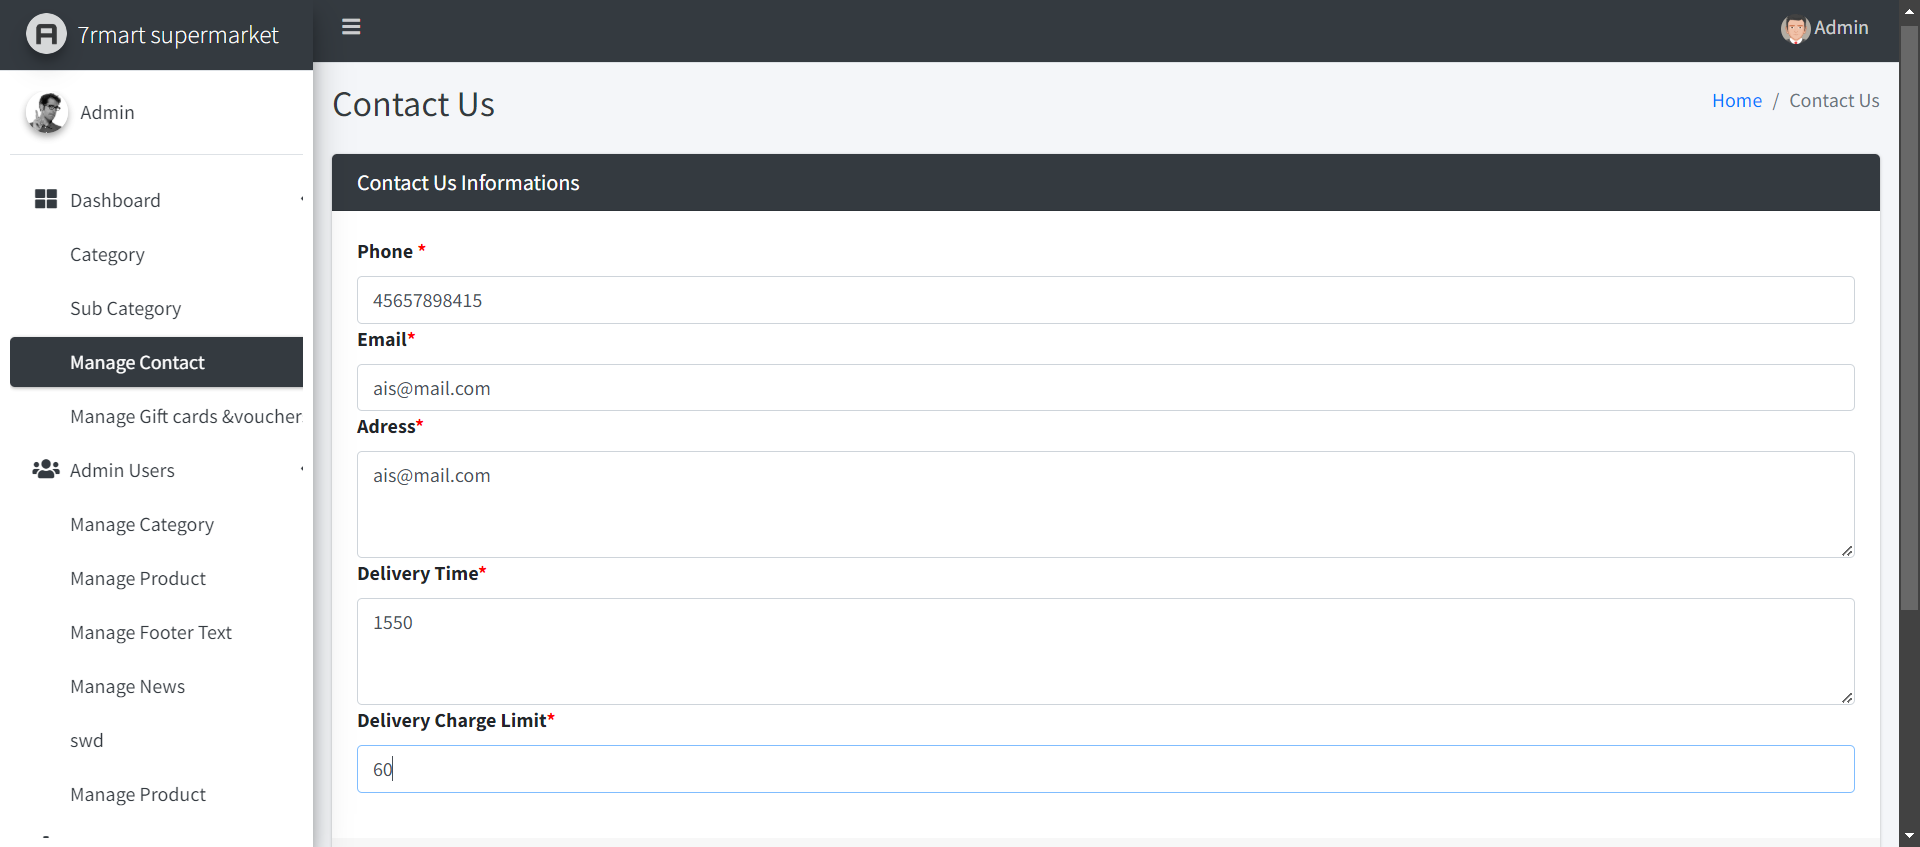 7rmart supermarket
Admin
Admin
Dashboard
Category
Sub Category
Manage Contact
Manage Gift cards &voucher
Admin Users
Manage Category
Manage Product
Manage Footer Text
Manage News
swd
Manage Product
Contact Us
Home / Contact Us
Contact Us Informations
Phone *
45657898415
Email*
ais@mail.com
Adress*
ais@mail.com
Delivery Time*
1550
Delivery Charge Limit*
60